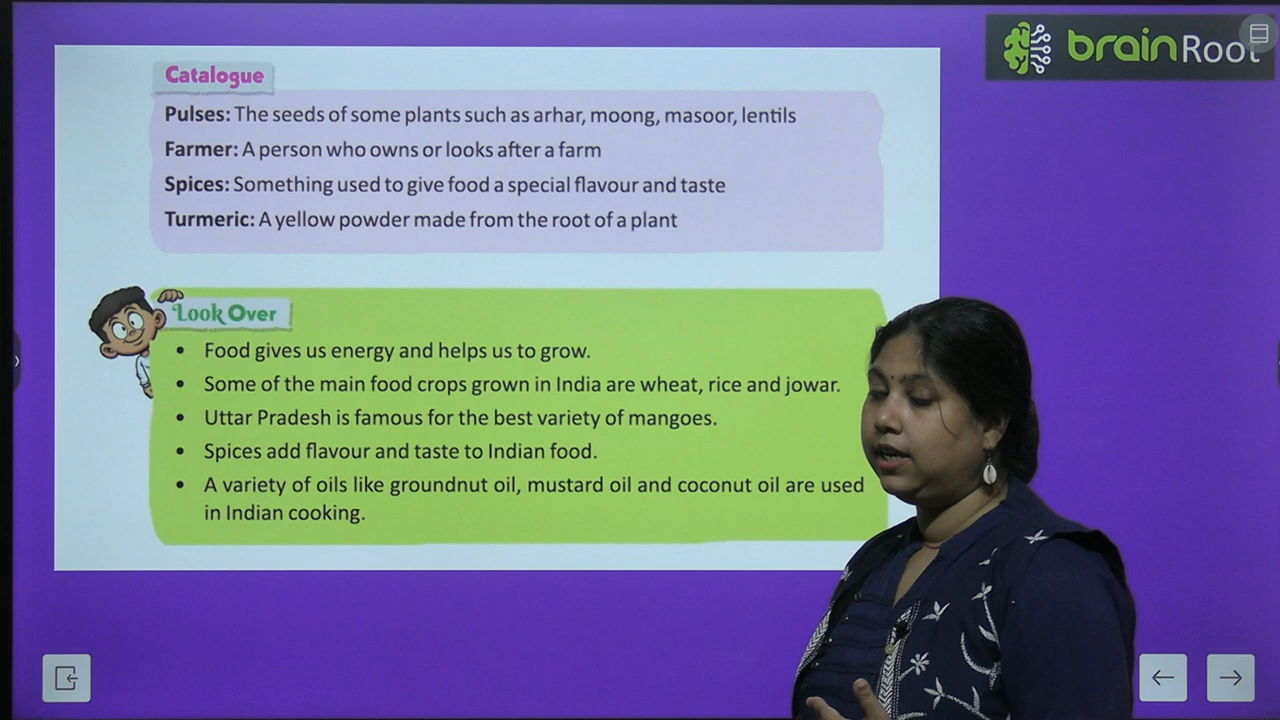 brainRoot
Catalogue
Pulses: The seeds of some plants such as arhar, moong, masoor, lentils
Farmer: A person who owns or looks after a farm
Spices: Something used to give food a special flavour and taste
Turmeric: A yellow powder made from the root of a plant
Look Over
• Food gives us energy and helps us to grow.
• Some of the main food crops grown in India are wheat, rice and jowar.
• Uttar Pradesh is famous for the best variety of mangoes.
• Spices add flavour and taste to Indian food.
• A variety of oils like groundnut oil, mustard oil and coconut oil are used
in Indian cooking.